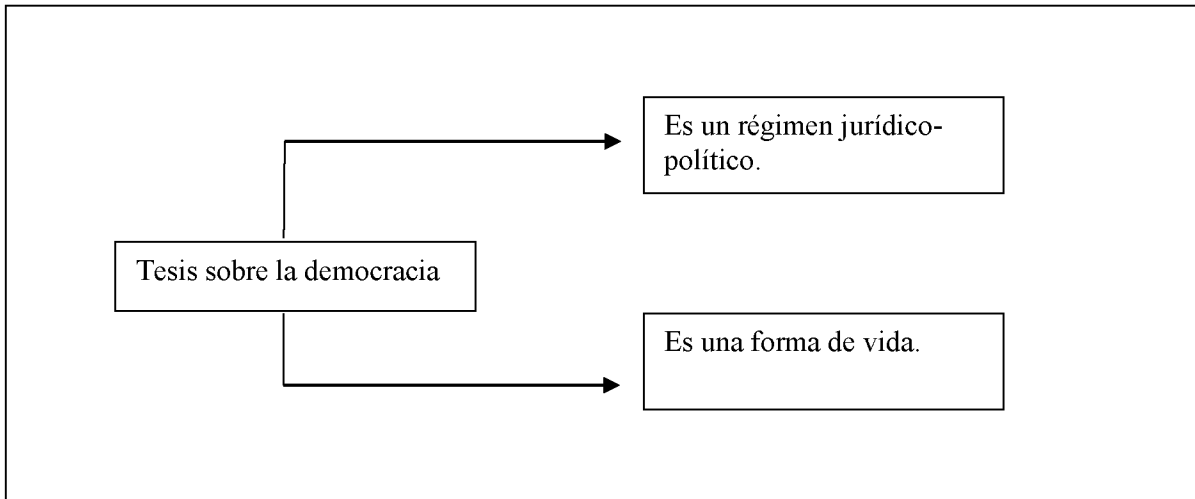 Es un régimen jurídico-
político.
Tesis sobre la democracia
Es una forma de vida.